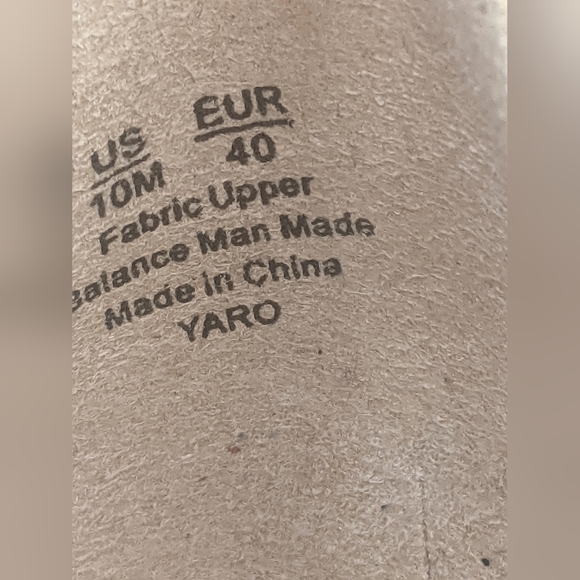 US EUR
10M 40
Fabric Upper
Balance Man Made
Made in China
YARO